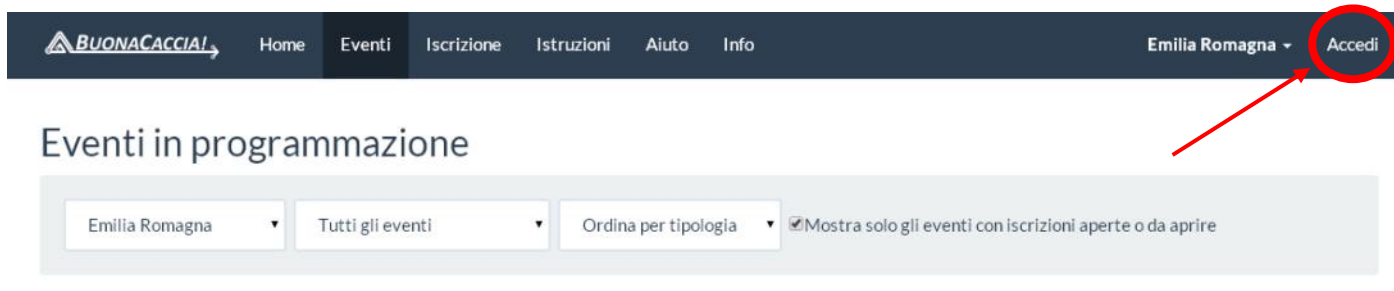 BUONACACCIA! Home Eventi Iscrizione Istruzioni Aiuto Info Emilia Romagna Accedi
Eventi in programmazione
Emilia Romagna Tutti gli eventi Ordina per tipologia Mostra solo gli eventi con iscrizioni aperte o da aprire